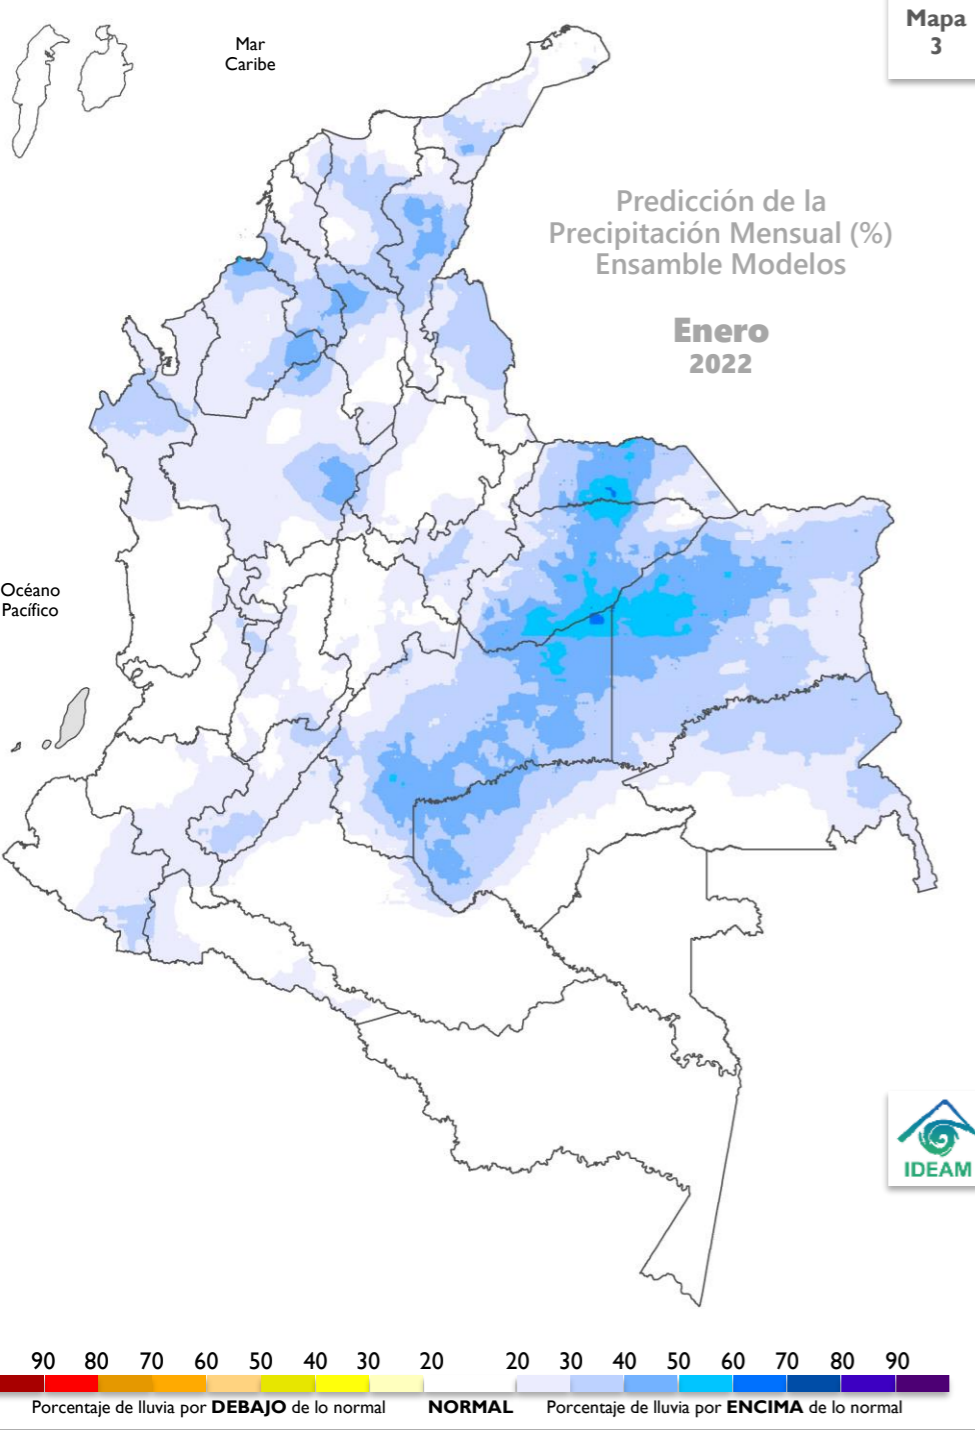 Mapa
3
Mar
Caribe
Predicción de la
Precipitación Mensual (%)
Ensamble Modelos
Enero
2022
Océano
Pacífico
IDEAM
90 80 70 60 50 40 30 20 20 30 40 50 60 70 80 90
Porcentaje de lluvia por DEBAJO de lo normal NORMAL Porcentaje de lluvia por ENCIMA de lo normal